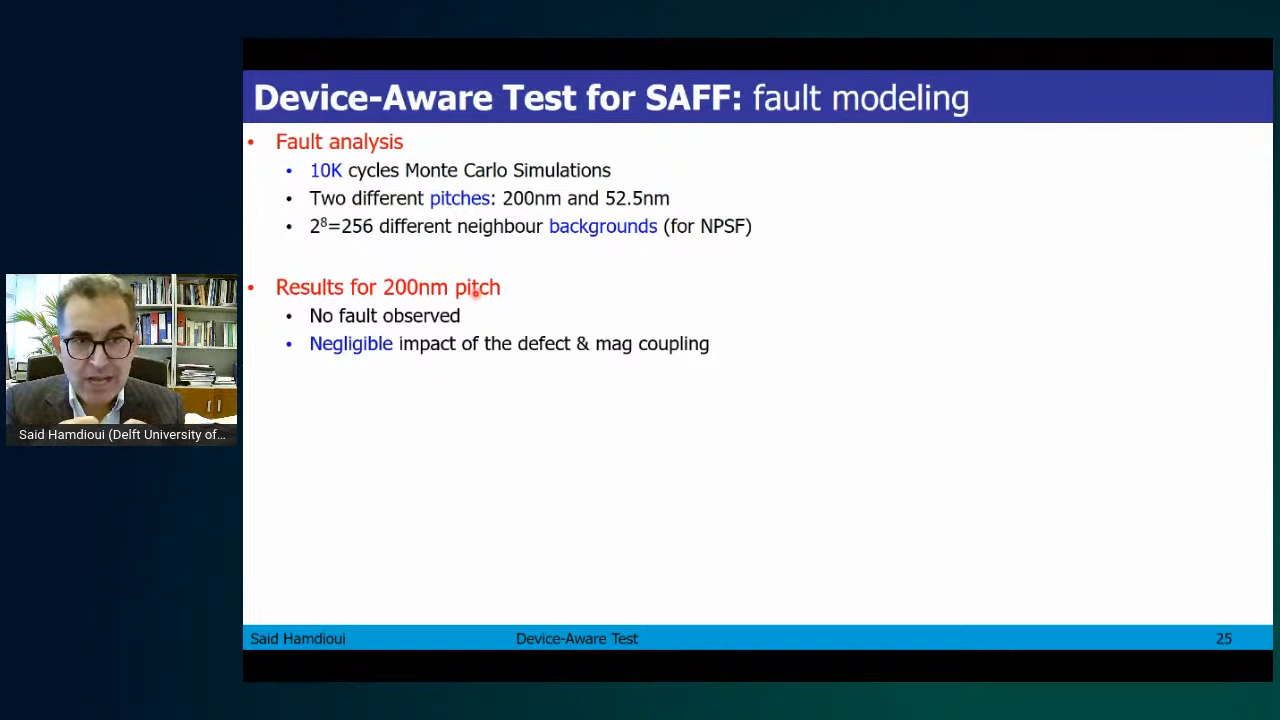 Device-Aware Test for SAFF: fault modeling
• Fault analysis
• 10K cycles Monte Carlo Simulations
• Two different pitches: 200nm and 52.5nm
• 2⁸=256 different neighbour backgrounds (for NPSF)
• Results for 200nm pitch
• No fault observed
• Negligible impact of the defect & mag coupling
Said Hamdioui (Delft University of...
Said Hamdioui Device-Aware Test 25